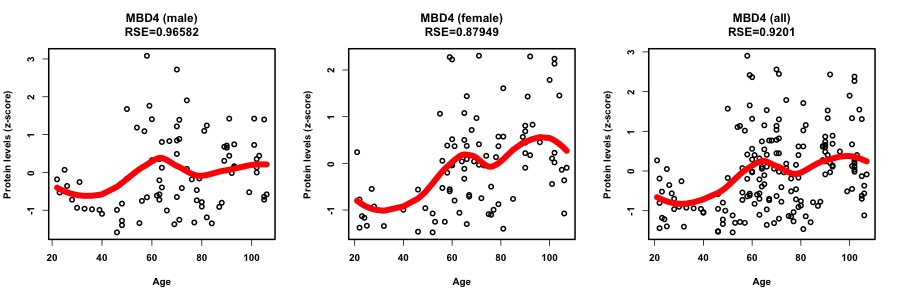 MBD4 (male)
RSE=0.96582
Protein levels (z-score)
3
2
1
0
-1
20 40 60 80 100
Age
MBD4 (female)
RSE=0.87949
Protein levels (z-score)
2
1
0
-1
20 40 60 80 100
Age
MBD4 (all)
RSE=0.9201
Protein levels (z-score)
3
2
1
0
-1
20 40 60 80 100
Age